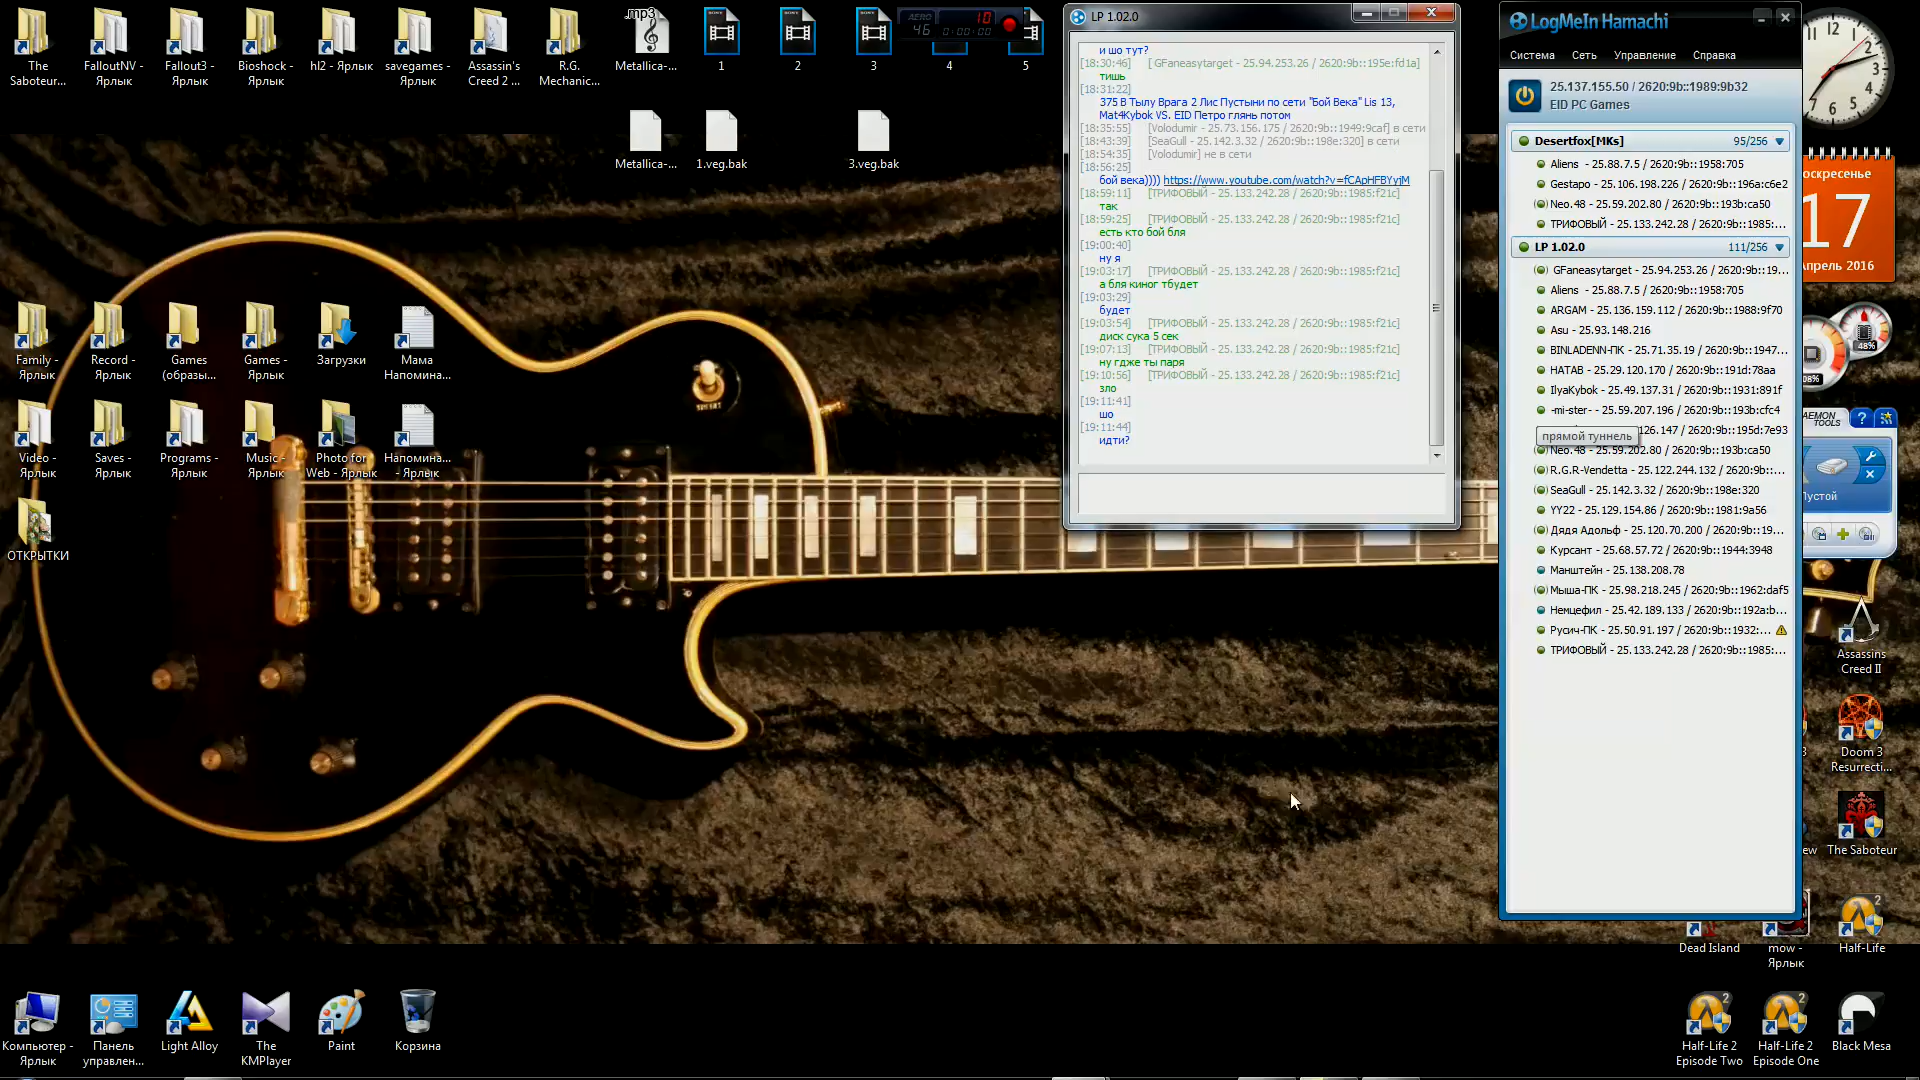 The Saboteur...
FalloutNV - Ярлык
Fallout3 - Ярлык
Bioshock - Ярлык
hl2 - Ярлык
savegames - Ярлык
Assassin's Creed 2 ...
R.G. Mechanic...
.mp3
Metallica-...
1
2
3
4
5
Metallica-...
1.veg.bak
3.veg.bak
Family - Ярлык
Record - Ярлык
Games (образы...
Games - Ярлык
Загрузки
Мама Напомина...
Video - Ярлык
Saves - Ярлык
Programs - Ярлык
Music - Ярлык
Photo for Web - Ярлык
Напомина... - Ярлык
ОТКРЫТКИ
Компьютер - Ярлык
Панель управлен...
Light Alloy
The KMPlayer
Paint
Корзина
LP 1.02.0
и шо тут?
[18:30:46] [ GFaneasytarget - 25.94.253.26 / 2620:9b::195e:fd1a]
тишь
[18:31:22]
375 В Тылу Врага 2 Лис Пустыни по сети "Бой Века" Lis 13,
Mat4Kybok VS. EID Петро глянь потом
[18:35:55] [Volodumir - 25.73.156.175 / 2620:9b::1949:9caf] в сети
[18:43:39] [SeaGull - 25.142.3.32 / 2620:9b::198e:320] в сети
[18:54:35] [Volodumir] не в сети
[18:56:25]
бой века)))) https://www.youtube.com/watch?v=fCApHFBYvjM
[18:59:11] [ТРИФОВЫЙ - 25.133.242.28 / 2620:9b::1985:f21c]
так
[18:59:25] [ТРИФОВЫЙ - 25.133.242.28 / 2620:9b::1985:f21c]
есть кто бой бля
[19:00:40]
ну я
[19:03:17] [ТРИФОВЫЙ - 25.133.242.28 / 2620:9b::1985:f21c]
а бля киног тбудет
[19:03:29]
будет
[19:03:54] [ТРИФОВЫЙ - 25.133.242.28 / 2620:9b::1985:f21c]
диск сука 5 сек
[19:07:13] [ТРИФОВЫЙ - 25.133.242.28 / 2620:9b::1985:f21c]
ну гдже ты паря
[19:10:56] [ТРИФОВЫЙ - 25.133.242.28 / 2620:9b::1985:f21c]
зло
[19:11:41]
шо
[19:11:44]
идти?
LogMeIn Hamachi
Система Сеть Управление Справка
25.137.155.50 / 2620:9b::1989:9b32
EID PC Games
Desertfox[MKs] 95/256
Aliens - 25.88.7.5 / 2620:9b::1958:705
Gestapo - 25.106.198.226 / 2620:9b::196a:c6e2
Neo.48 - 25.59.202.80 / 2620:9b::193b:ca50
ТРИФОВЫЙ - 25.133.242.28 / 2620:9b::1985:...
LP 1.02.0 111/256
GFaneasytarget - 25.94.253.26 / 2620:9b::19...
Aliens - 25.88.7.5 / 2620:9b::1958:705
ARGAM - 25.136.159.112 / 2620:9b::1988:9f70
Asu - 25.93.148.216
BINLADENN-ПК - 25.71.35.19 / 2620:9b::1947...
HATAB - 25.29.120.170 / 2620:9b::191d:78aa
IlyaKybok - 25.49.137.31 / 2620:9b::1931:891f
-mi-ster- - 25.59.207.196 / 2620:9b::193b:cfc4
прямой туннель 126.147 / 2620:9b::195d:7e93
Neo.48 - 25.59.202.80 / 2620:9b::193b:ca50
R.G.R-Vendetta - 25.122.244.132 / 2620:9b::...
SeaGull - 25.142.3.32 / 2620:9b::198e:320
YY22 - 25.129.154.86 / 2620:9b::1981:9a56
Дядя Адольф - 25.120.70.200 / 2620:9b::19...
Курсант - 25.68.57.72 / 2620:9b::1944:3948
Манштейн - 25.138.208.78
Мыша-ПК - 25.98.218.245 / 2620:9b::1962:daf5
Немцефил - 25.42.189.133 / 2620:9b::192a:b...
Русич-ПК - 25.50.91.197 / 2620:9b::1932:...
ТРИФОВЫЙ - 25.133.242.28 / 2620:9b::1985:...
11 12 1 2 3 4 5 6 7
оскресенье
17
Апрель 2016
48%
08%
AEMON TOOLS
Пустой
Assassins Creed II
Doom 3 Resurrecti...
The Saboteur
Dead Island
mow - Ярлык
Half-Life
Half-Life 2 Episode Two
Half-Life 2 Episode One
Black Mesa